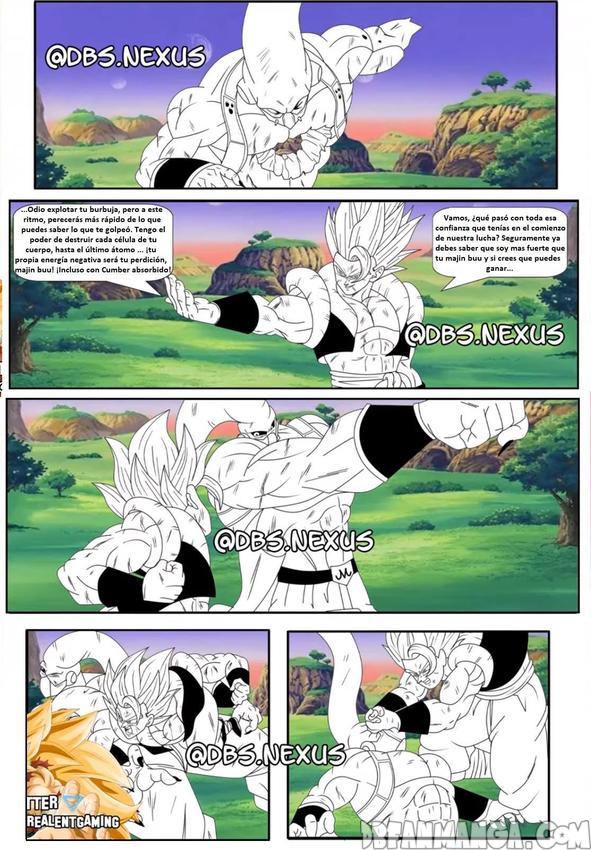 @DBS.NEXUS
...Odio explotar tu burbuja, pero a este
ritmo, perecerás más rápido de lo que
puedes saber lo que te golpeó. Tengo el
poder de destruir cada célula de tu
cuerpo, hasta el último átomo ... ¡tu
propia energía negativa será tu perdición,
majin buu! ¡Incluso con Cumber absorbido!
Vamos, ¿qué pasó con toda esa
confianza que tenías en el comienzo
de nuestra lucha? Seguramente ya
debes saber que soy mas fuerte que
tu majin buu y si crees que puedes
ganar...
@DBS.NEXUS
@DBS.NEXUS
M
@DBS.NEXUS
TTER
REALENTGAMING
DBFANMANGA.COM